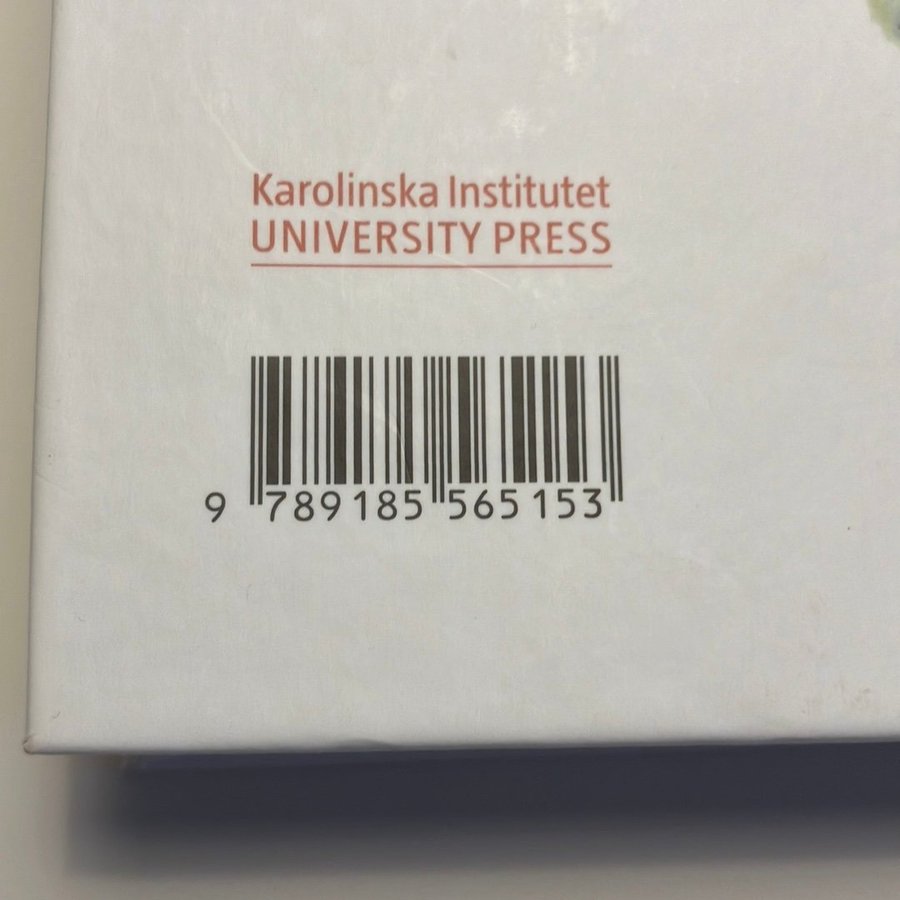 Karolinska Institutet
UNIVERSITY PRESS
9 789185 565153